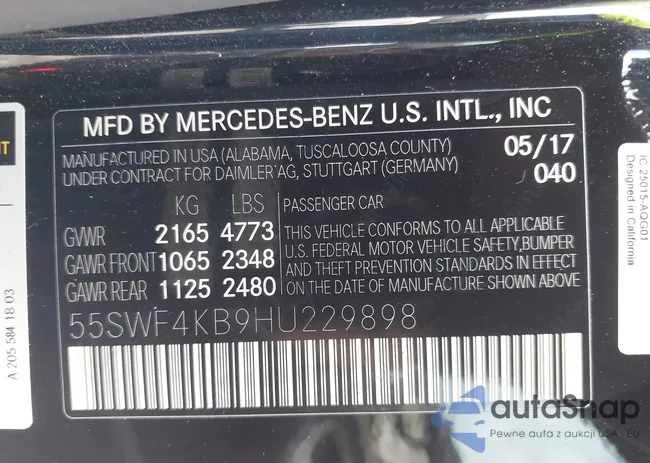 MFD BY MERCEDES-BENZ U.S. INTL., INC
MANUFACTURED IN USA (ALABAMA, TUSCALOOSA COUNTY) 05/17
UNDER CONTRACT FOR DAIMLER AG, STUTTGART (GERMANY) 040
KG LBS PASSENGER CAR
GVWR 2165 4773
GAWR FRONT 1065 2348
GAWR REAR 1125 2480
THIS VEHICLE CONFORMS TO ALL APPLICABLE
U.S. FEDERAL MOTOR VEHICLE SAFETY, BUMPER
AND THEFT PREVENTION STANDARDS IN EFFECT
ON THE DATE OF MANUFACTURE SHOWN ABOVE
55SWF4KB9HU229898
A 205 584 18 03
IC 25015-AQG01
Designed in California
autaSnap
Pewne auta z aukcji USA i EU